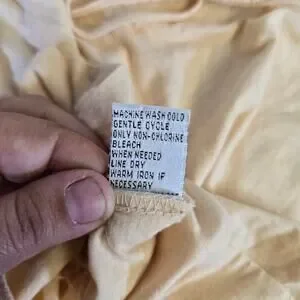 MACHINE WASH COLD
GENTLE CYCLE
ONLY NON-CHLORINE
BLEACH
WHEN NEEDED
LINE DRY
WARM IRON IF
NECESSARY